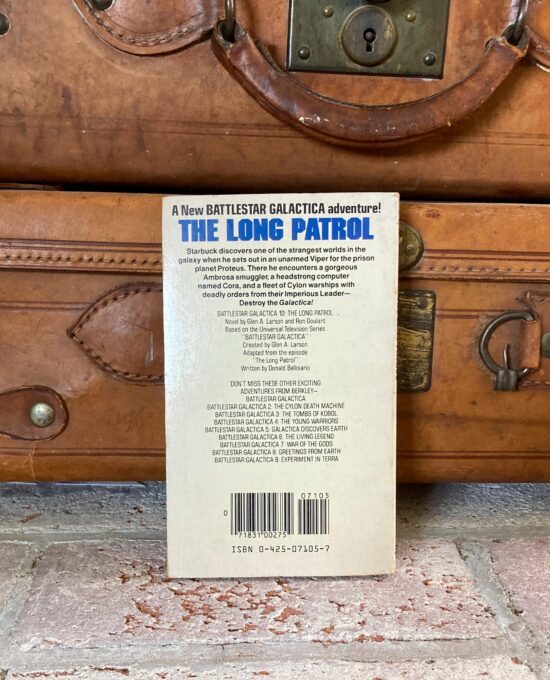 A New BATTLESTAR GALACTICA adventure!
THE LONG PATROL
Starbuck discovers one of the strangest worlds in the
galaxy when he sets out in an unarmed Viper for the prison
planet Proteus. There he encounters a gorgeous
Ambrosa smuggler, a headstrong computer
named Cora, and a fleet of Cylon warships with
deadly orders from their Imperious Leader—
Destroy the Galactica!
BATTLESTAR GALACTICA 10: THE LONG PATROL
Novel by Glen A. Larson and Ron Goulart
Based on the Universal Television Series
"BATTLESTAR GALACTICA"
Created by Glen A. Larson
Adapted from the episode
"The Long Patrol"
Written by Donald Bellisario
DON'T MISS THESE OTHER EXCITING
ADVENTURES FROM BERKLEY—
BATTLESTAR GALACTICA
BATTLESTAR GALACTICA 2: THE CYLON DEATH MACHINE
BATTLESTAR GALACTICA 3: THE TOMBS OF KOBOL
BATTLESTAR GALACTICA 4: THE YOUNG WARRIORS
BATTLESTAR GALACTICA 5: GALACTICA DISCOVERS EARTH
BATTLESTAR GALACTICA 6: THE LIVING LEGEND
BATTLESTAR GALACTICA 7: WAR OF THE GODS
BATTLESTAR GALACTICA 8: GREETINGS FROM EARTH
BATTLESTAR GALACTICA 9: EXPERIMENT IN TERRA
07105
0
71831 00275
ISBN 0-425-07105-7